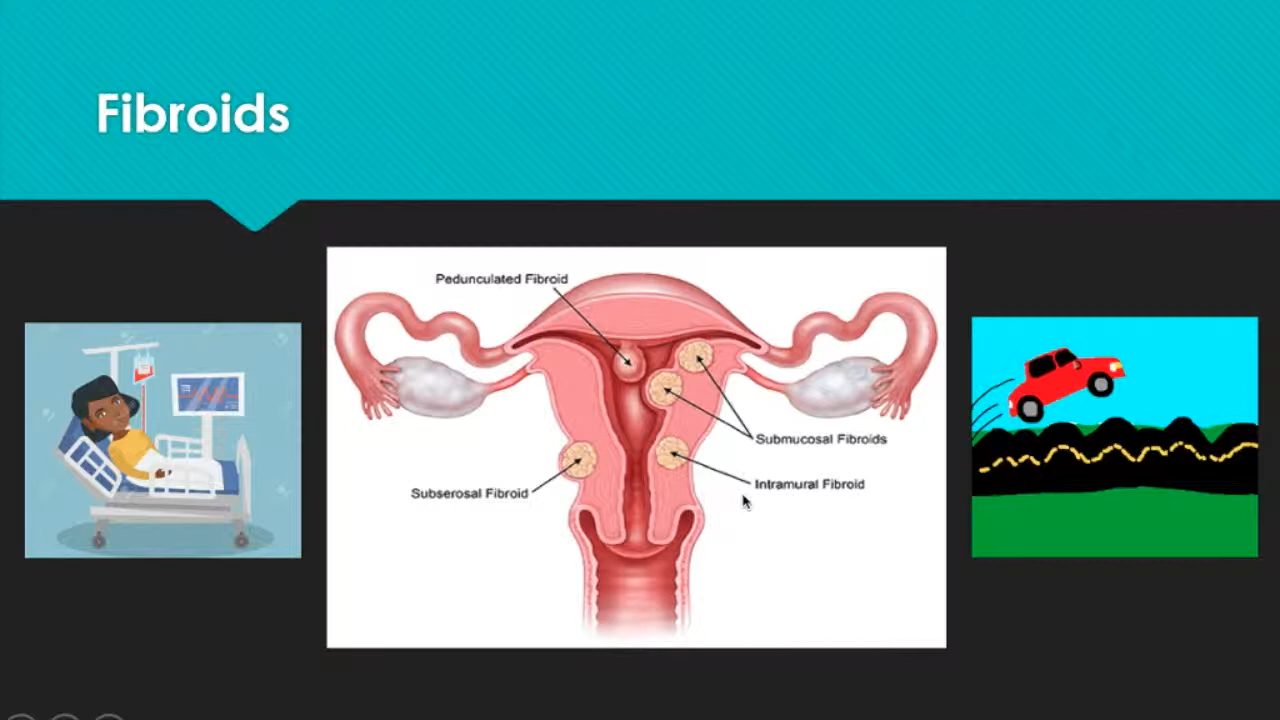 Fibroids
Pedunculated Fibroid
Submucosal Fibroids
Intramural Fibroid
Subserosal Fibroid